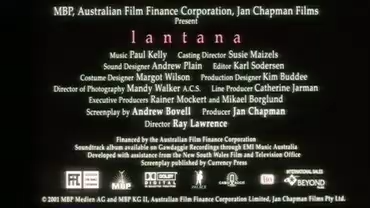 MBP, Australian Film Finance Corporation, Jan Chapman Films
Present
lantana
Music Paul Kelly Casting Director Susie Maizels
Sound Designer Andrew Plain Editor Karl Sodersen
Costume Designer Margot Wilson Production Designer Kim Buddee
Director of Photography Mandy Walker A.C.S. Line Producer Catherine Jarman
Executive Producers Rainer Mockert and Mikael Borglund
Screenplay by Andrew Bovell Producer Jan Chapman
Director Ray Lawrence
Financed by the Australian Film Finance Corporation
Soundtrack album available on Gawdaggie Recordings through EMI Music Australia
Developed with assistance from the New South Wales Film and Television Office
Screenplay published by Currency Press
MBP DOLBY DIGITAL INTERNATIONAL SALES BEYOND
© 2001 MBP Medien AG and MBP KG II, Australian Film Finance Corporation Limited, Jan Chapman Films Pty Ltd.